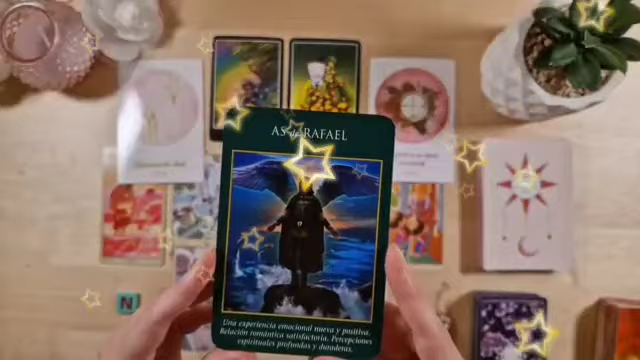 AS de RAFAEL
Una experiencia emocional nueva y positiva.
Relación romántica satisfactoria. Percepciones
espirituales profundas y duraderas.
N